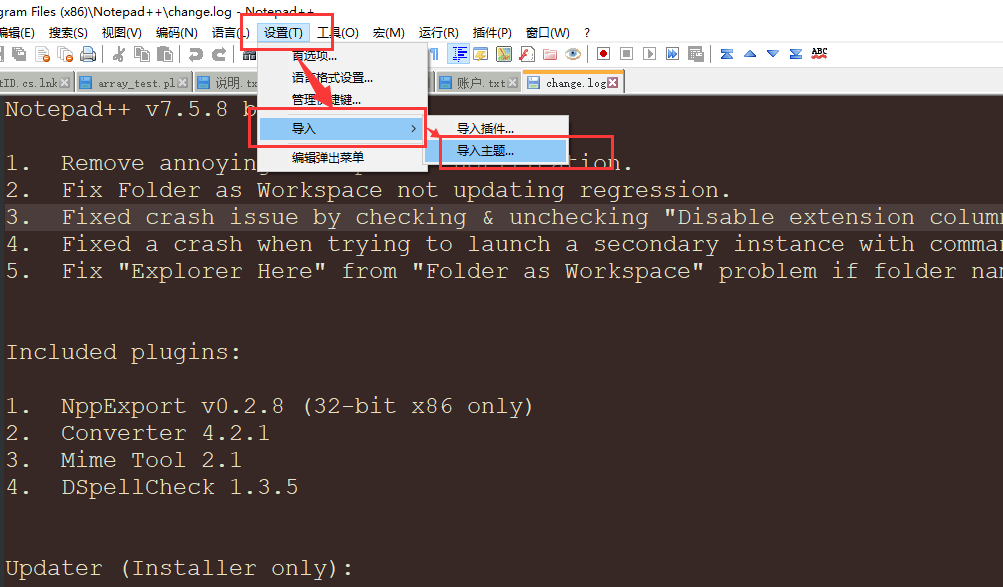 gram Files (x86)\Notepad++\change.log - Notepad++
编辑(E) 搜索(S) 视图(V) 编码(N) 语言(L) 设置(T) 工具(O) 宏(M) 运行(R) 插件(P) 窗口(W) ?
首选项...
语言格式设置...
管理快捷键...
导入
编辑弹出菜单
导入插件...
导入主题...
tID.cs.lnk array_test.pl 说明.tx 账户.txt change.log
Notepad++ v7.5.8 b
1. Remove annoying
2. Fix Folder as Workspace not updating regression.
3. Fixed crash issue by checking & unchecking "Disable extension colum
4. Fixed a crash when trying to launch a secondary instance with comma
5. Fix "Explorer Here" from "Folder as Workspace" problem if folder na
Included plugins:
1. NppExport v0.2.8 (32-bit x86 only)
2. Converter 4.2.1
3. Mime Tool 2.1
4. DSpellCheck 1.3.5
Updater (Installer only):